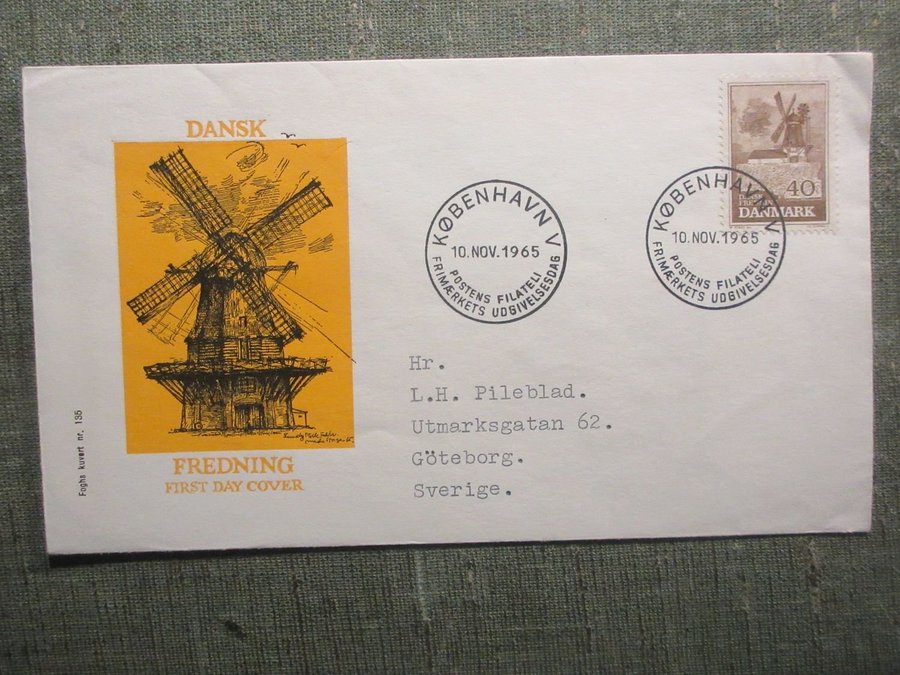 DANSK
FREDNING
FIRST DAY COVER
Foghs kuvert nr. 135
KØBENHAVN V
10. NOV. 1965
POSTENS FILATELI
FRIMÆRKETS UDGIVELSESDAG
KØBENHAVN V
10. NOV. 1965
POSTENS FILATELI
FRIMÆRKETS UDGIVELSESDAG
40
DANMARK
Hr.
L.H. Pileblad.
Utmarksgatan 62.
Göteborg.
Sverige.